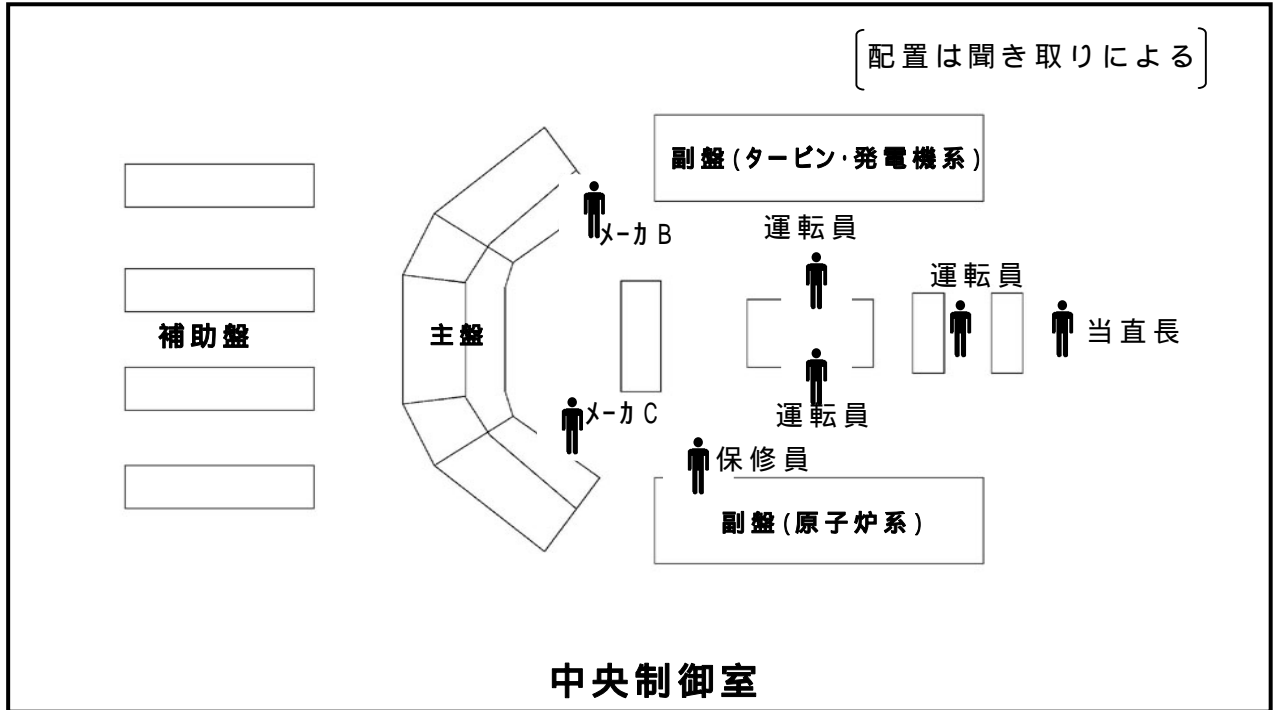 配置は聞き取りによる
副盤(タービン・発電機系)
ﾒｰｶB
運転員
運転員
補助盤
主盤
当直長
ﾒｰｶC
運転員
保修員
副盤(原子炉系)
中央制御室